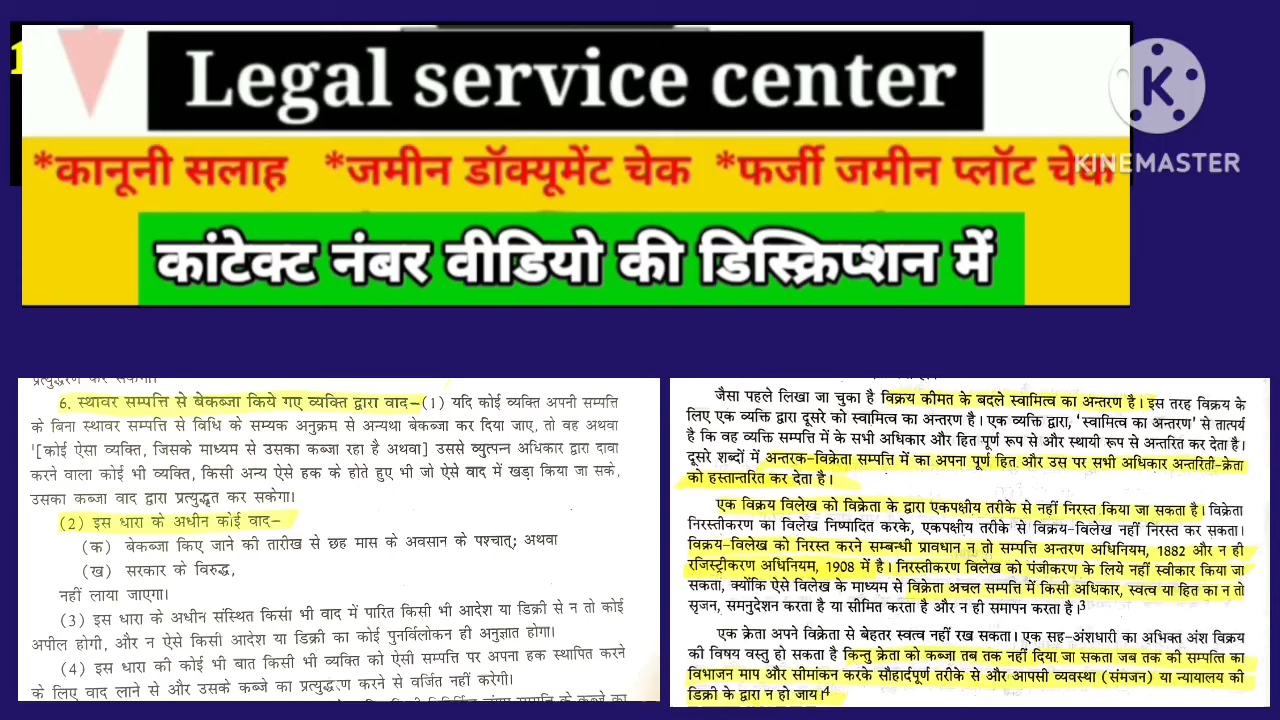 Legal service center
KINEMASTER
*कानूनी सलाह *जमीन डॉक्यूमेंट चेक *फर्जी जमीन प्लॉट चेक
कांटेक्ट नंबर वीडियो की डिस्क्रिप्शन में
6. स्थावर सम्पत्ति से बेकब्जा किये गए व्यक्ति द्वारा वाद–(1) यदि कोई व्यक्ति अपनी सम्पत्ति
के बिना स्थावर सम्पत्ति से विधि के सम्यक अनुक्रम से अन्यथा बेकब्जा कर दिया जाए, तो वह अथवा
[कोई ऐसा व्यक्ति, जिसके माध्यम से उसका कब्जा रहा है अथवा] उससे व्युत्पन्न अधिकार द्वारा दावा
करने वाला कोई भी व्यक्ति, किसी अन्य ऐसे हक के होते हुए भी जो ऐसे वाद में खड़ा किया जा सके,
उसका कब्जा वाद द्वारा प्रत्युद्धृत कर सकेगा।
(2) इस धारा के अधीन कोई वाद–
(क) बेकब्जा किए जाने की तारीख से छह मास के अवसान के पश्चात्; अथवा
(ख) सरकार के विरुद्ध,
नहीं लाया जाएगा।
(3) इस धारा के अधीन संस्थित किसी भी वाद में पारित किसी भी आदेश या डिक्री से न तो कोई
अपील होगी, और न ऐसे किसी आदेश या डिक्री का कोई पुनर्विलोकन ही अनुज्ञात होगा।
(4) इस धारा की कोई भी बात किसी भी व्यक्ति को ऐसी सम्पत्ति पर अपना हक स्थापित करने
के लिए वाद लाने से और उसके कब्जे का प्रत्युद्धरण करने से वर्जित नहीं करेगी।
जैसा पहले लिखा जा चुका है विक्रय कीमत के बदले स्वामित्व का अन्तरण है। इस तरह विक्रय के
लिए एक व्यक्ति द्वारा दूसरे को स्वामित्व का अन्तरण है। एक व्यक्ति द्वारा, 'स्वामित्व का अन्तरण' से तात्पर्य
है कि वह व्यक्ति सम्पत्ति में के सभी अधिकार और हित पूर्ण रूप से और स्थायी रूप से अन्तरित कर देता है।
दूसरे शब्दों में अन्तरक-विक्रेता सम्पत्ति में का अपना पूर्ण हित और उस पर सभी अधिकार अन्तरिती-क्रेता
को हस्तान्तरित कर देता है।
एक विक्रय विलेख को विक्रेता के द्वारा एकपक्षीय तरीके से नहीं निरस्त किया जा सकता है। विक्रेता
निरस्तीकरण का विलेख निष्पादित करके, एकपक्षीय तरीके से विक्रय-विलेख नहीं निरस्त कर सकता।
विक्रय-विलेख को निरस्त करने सम्बन्धी प्रावधान न तो सम्पत्ति अन्तरण अधिनियम, 1882 और न ही
रजिस्ट्रीकरण अधिनियम, 1908 में है। निरस्तीकरण विलेख को पंजीकरण के लिये नहीं स्वीकार किया जा
सकता, क्योंकि ऐसे विलेख के माध्यम से विक्रेता अचल सम्पत्ति में किसी अधिकार, स्वत्व या हित का न तो
सृजन, समनुदेशन करता है या सीमित करता है और न ही समापन करता है।3
एक क्रेता अपने विक्रेता से बेहतर स्वत्व नहीं रख सकता। एक सह-अंशधारी का अभिक्त अंश विक्रय
की विषय वस्तु हो सकता है किन्तु क्रेता को कब्जा तब तक नहीं दिया जा सकता जब तक की सम्पत्ति का
विभाजन माप और सीमांकन करके सौहार्दपूर्ण तरीके से और आपसी व्यवस्था (संमजन) या न्यायालय की
डिक्री के द्वारा न हो जाय।4